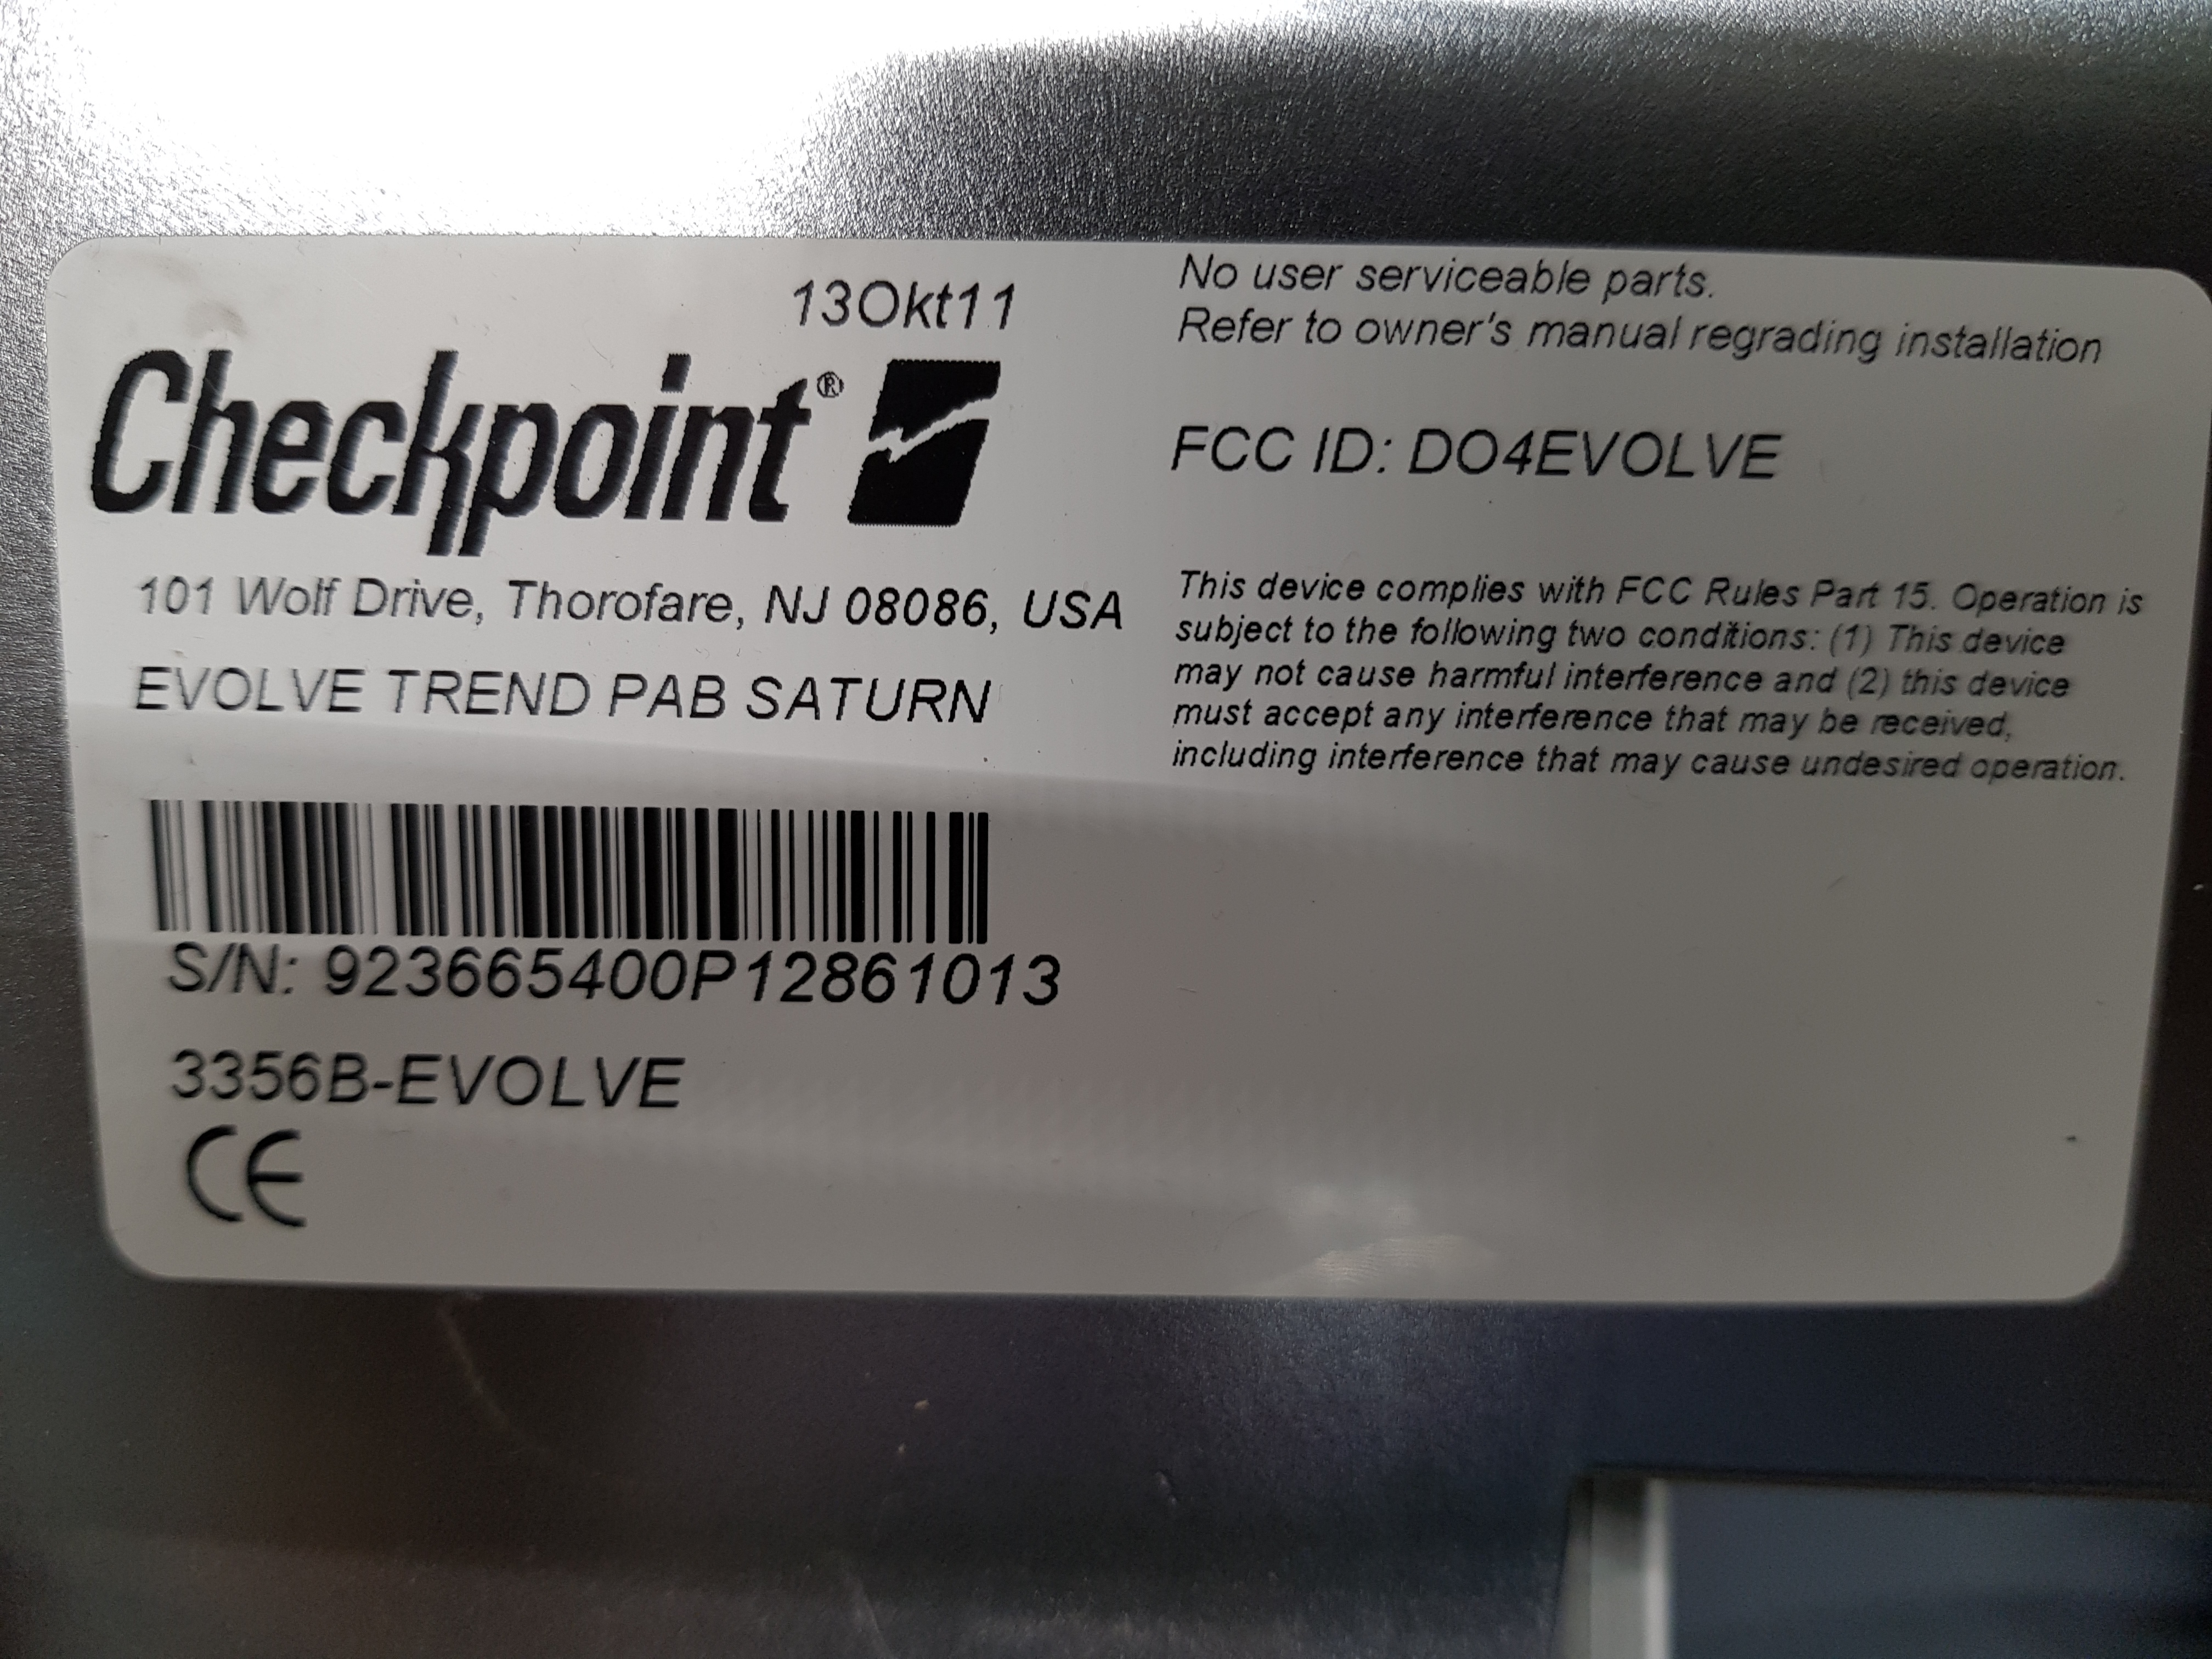 13Okt11
Checkpoint®
101 Wolf Drive, Thorofare, NJ 08086, USA
EVOLVE TREND PAB SATURN
S/N: 923665400P12861013
3356B-EVOLVE
CE
No user serviceable parts.
Refer to owner's manual regrading installation
FCC ID: DO4EVOLVE
This device complies with FCC Rules Part 15. Operation is
subject to the following two conditions: (1) This device
may not cause harmful interference and (2) this device
must accept any interference that may be received,
including interference that may cause undesired operation.